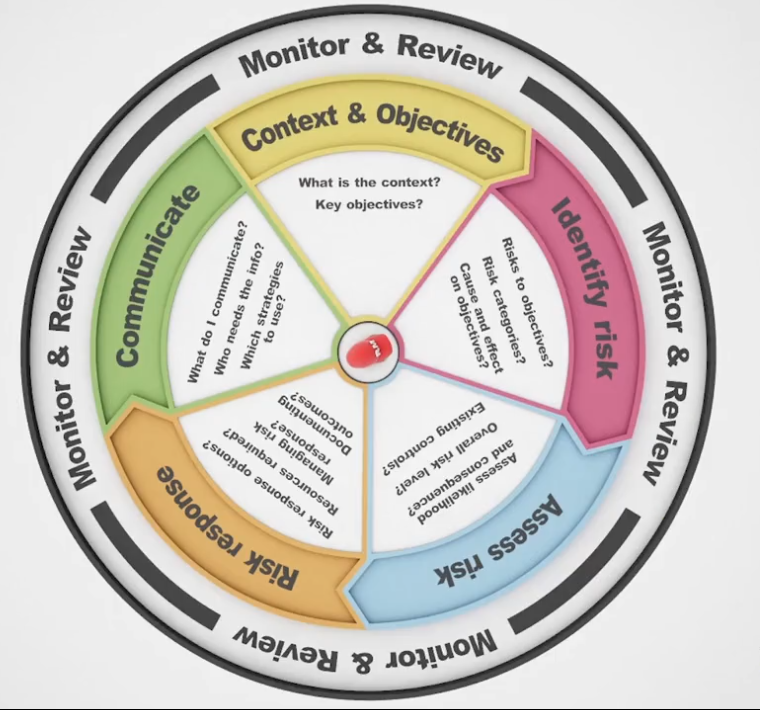 Monitor & Review
Context & Objectives
What is the context?
Key objectives?
Monitor & Review
Identify risk
Risks to objectives?
Risk categories?
Cause and effect
on objectives?
Assess risk
Assess likelihood
and consequence?
Overall risk level?
Existing controls?
Monitor & Review
Risk response
Risk response options?
Resources required?
Managing risk
response?
Documenting
outcomes?
Monitor & Review
Communicate
What do I communicate?
Who needs the info?
Which strategies
to use?